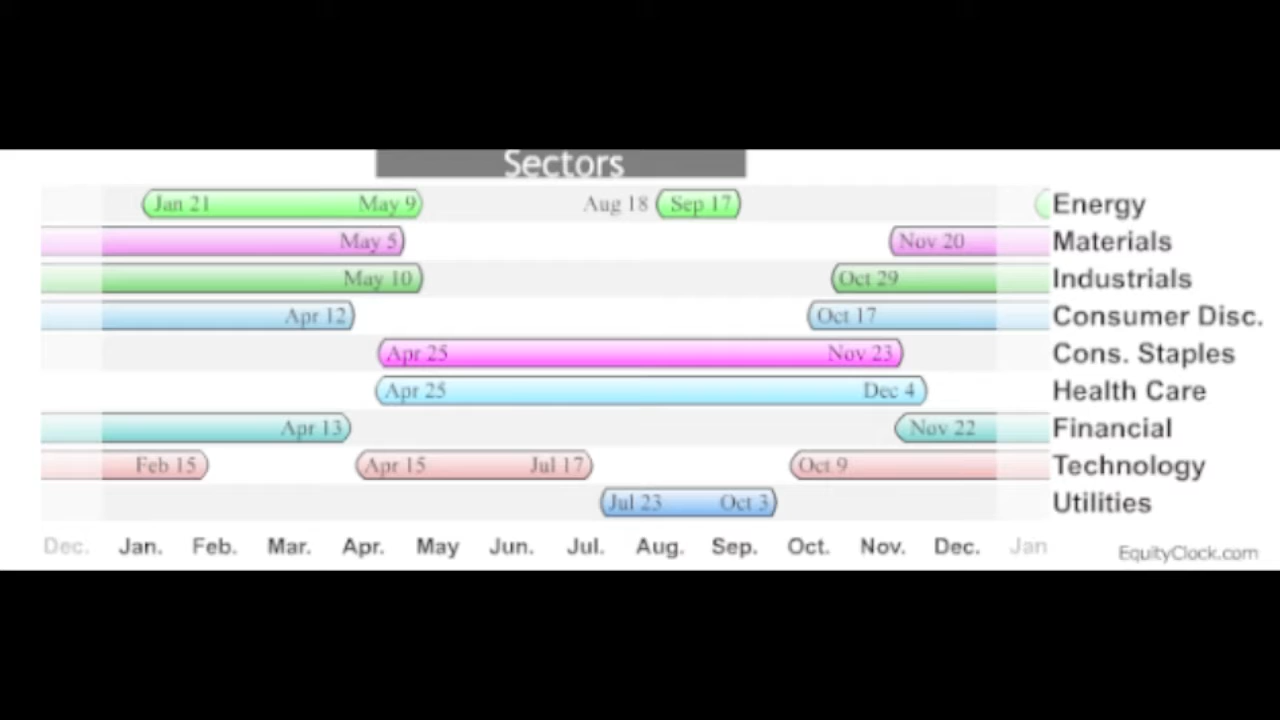 Sectors
Jan 21 May 9 Aug 18 Sep 17 Energy
May 5 Nov 20 Materials
May 10 Oct 29 Industrials
Apr 12 Oct 17 Consumer Disc.
Apr 25 Nov 23 Cons. Staples
Apr 25 Dec 4 Health Care
Apr 13 Nov 22 Financial
Feb 15 Apr 15 Jul 17 Oct 9 Technology
Jul 23 Oct 3 Utilities
Dec. Jan. Feb. Mar. Apr. May Jun. Jul. Aug. Sep. Oct. Nov. Dec. Jan
EquityClock.com